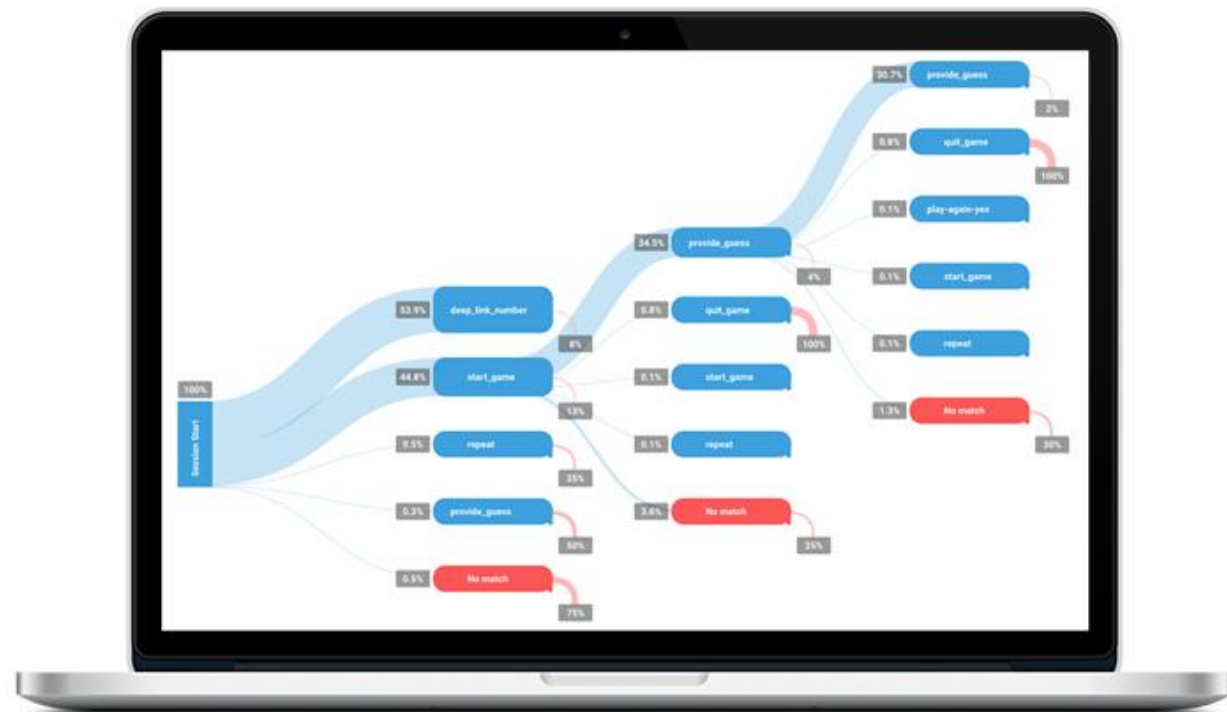 100%
Session Start
53.9%
deep_link_number
8%
44.8%
start_game
13%
0.5%
repeat
25%
0.3%
provide_guess
50%
0.5%
No match
75%
34.5%
provide_guess
4%
0.8%
quit_game
100%
0.1%
start_game
0.1%
repeat
3.6%
No match
25%
30.7%
provide_guess
2%
0.8%
quit_game
100%
0.1%
play-again-yes
0.1%
start_game
0.1%
repeat
1.3%
No match
30%